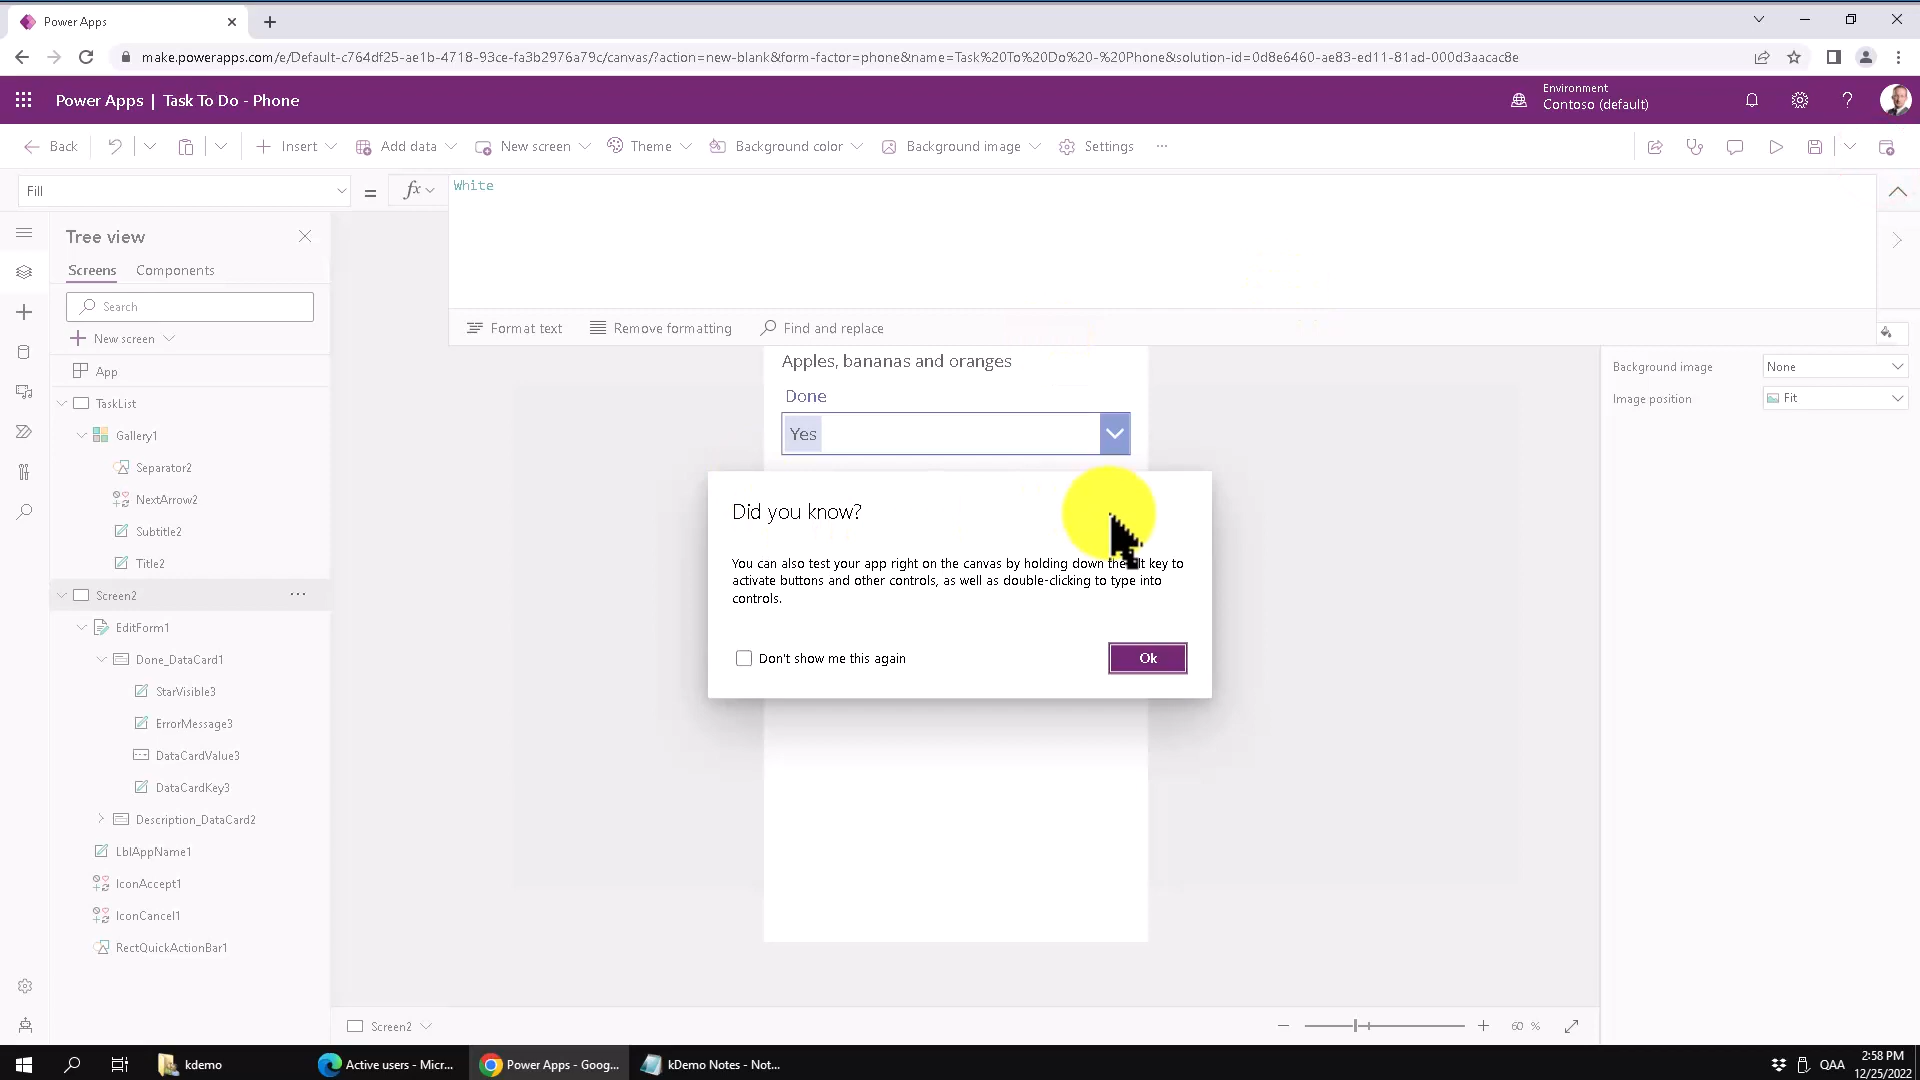 Power Apps
make.powerapps.com/e/Default-c764df25-ae1b-4718-93ce-fa3b2976a79c/canvas/?action=new-blank&form-factor=phone&name=Task%20To%20Do%20-%20Phone&solution-id=0d8e6460-ae83-ed11-81ad-000d3aacac8e
Power Apps | Task To Do - Phone
Environment
Contoso (default)
Back
Insert
Add data
New screen
Theme
Background color
Background image
Settings
Fill
=
fx
White
Tree view
Screens
Components
Search
New screen
Format text
Remove formatting
Find and replace
App
TaskList
Gallery1
Separator2
NextArrow2
Subtitle2
Title2
Screen2
EditForm1
Done_DataCard1
StarVisible3
ErrorMessage3
DataCardValue3
DataCardKey3
Description_DataCard2
LblAppName1
IconAccept1
IconCancel1
RectQuickActionBar1
Apples, bananas and oranges
Done
Yes
Did you know?
You can also test your app right on the canvas by holding down the key to
activate buttons and other controls, as well as double-clicking to type into
controls.
Don't show me this again
Ok
Background image
None
Image position
Fit
Screen2
60 %
kdemo
Active users - Micr...
Power Apps - Goog...
kDemo Notes - Not...
QAA
2:58 PM
12/25/2022